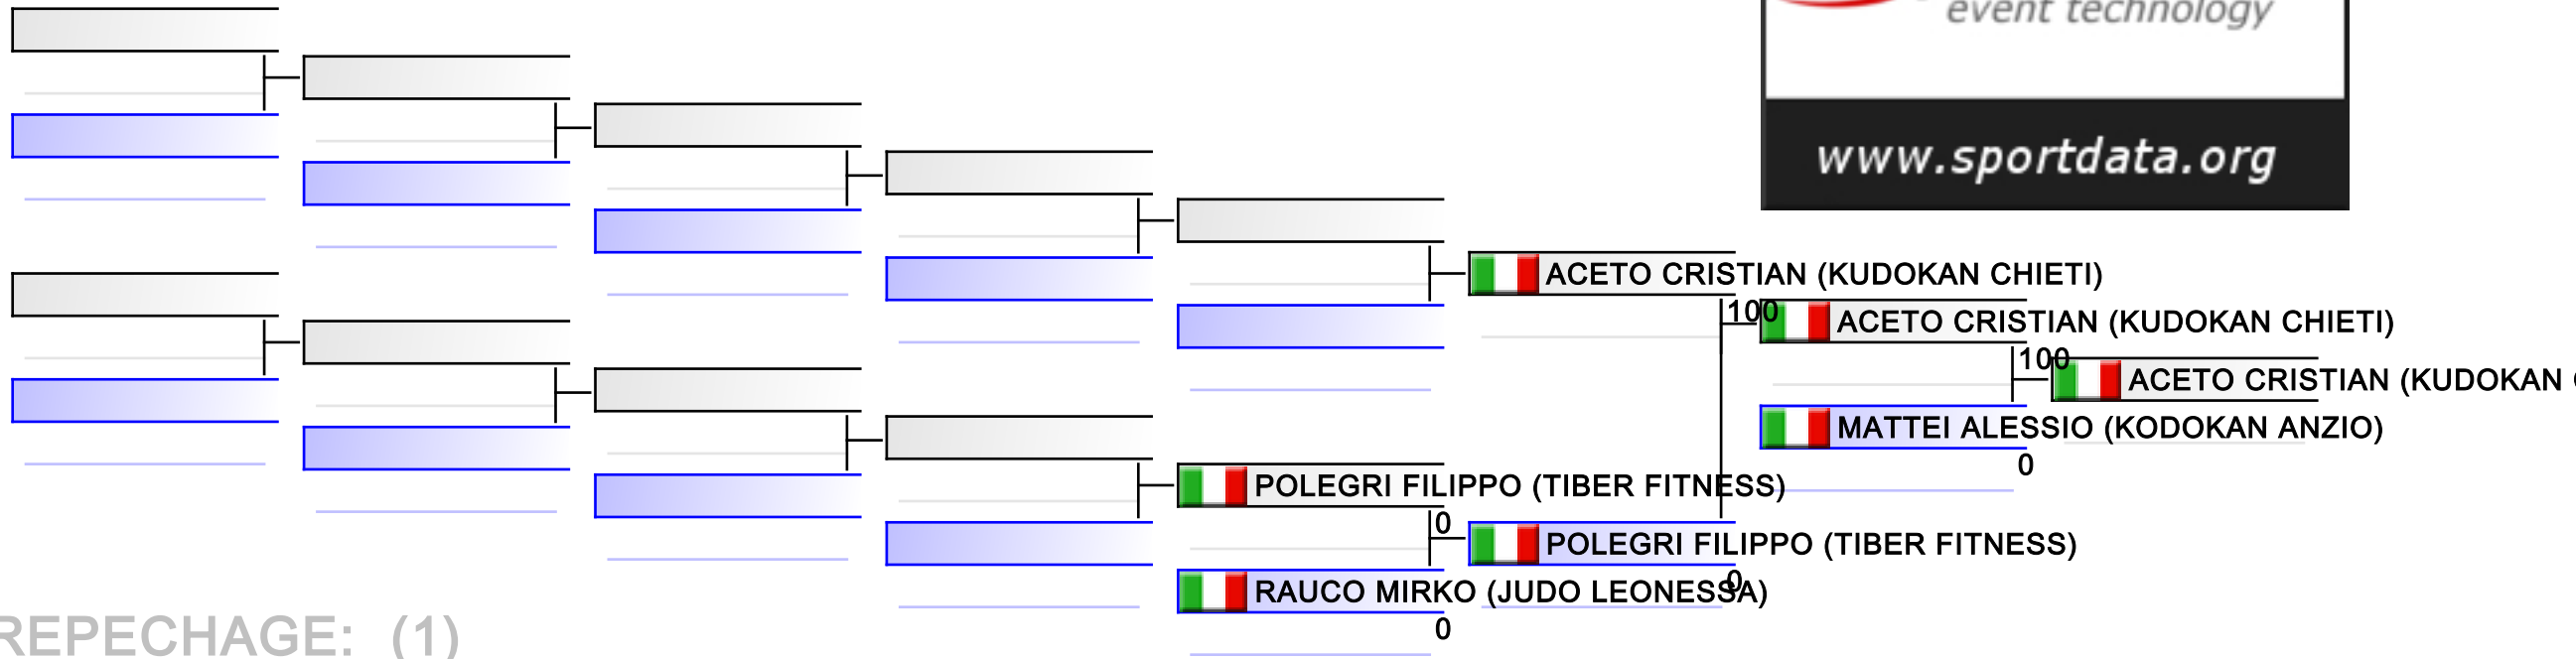 event technology
www.sportdata.org
ACETO CRISTIAN (KUDOKAN CHIETI)
100
ACETO CRISTIAN (KUDOKAN CHIETI)
100
ACETO CRISTIAN (KUDOKAN
MATTEI ALESSIO (KODOKAN ANZIO)
0
POLEGRI FILIPPO (TIBER FITNESS)
0
POLEGRI FILIPPO (TIBER FITNESS)
0
RAUCO MIRKO (JUDO LEONESSA)
0
REPECHAGE: (1)